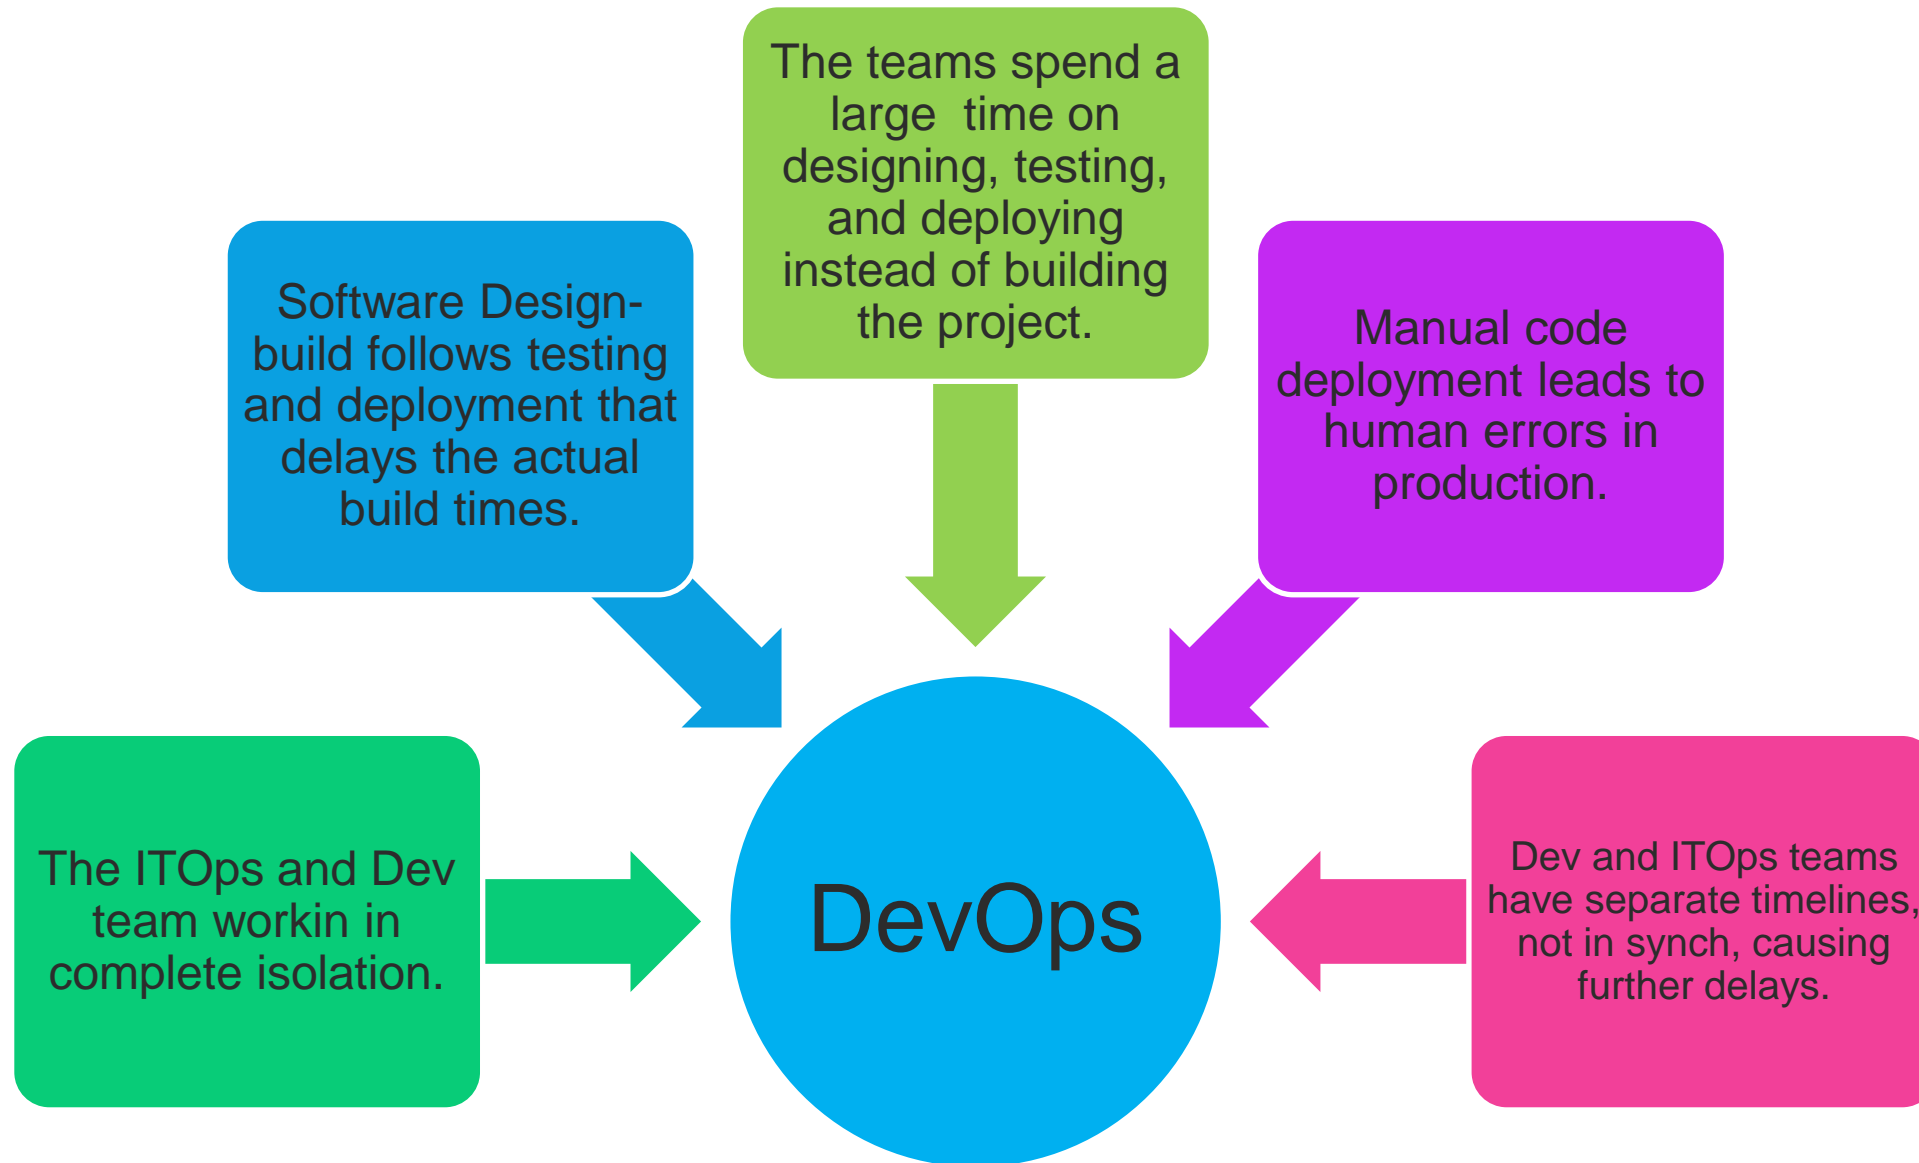 The teams spend a
large time on
designing, testing,
and deploying
instead of building
the project.
Software Design-
build follows testing
and deployment that
delays the actual
build times.
Manual code
deployment leads to
human errors in
production.
The ITOps and Dev
team workin in
complete isolation.
DevOps
Dev and ITOps teams
have separate timelines,
not in synch, causing
further delays.